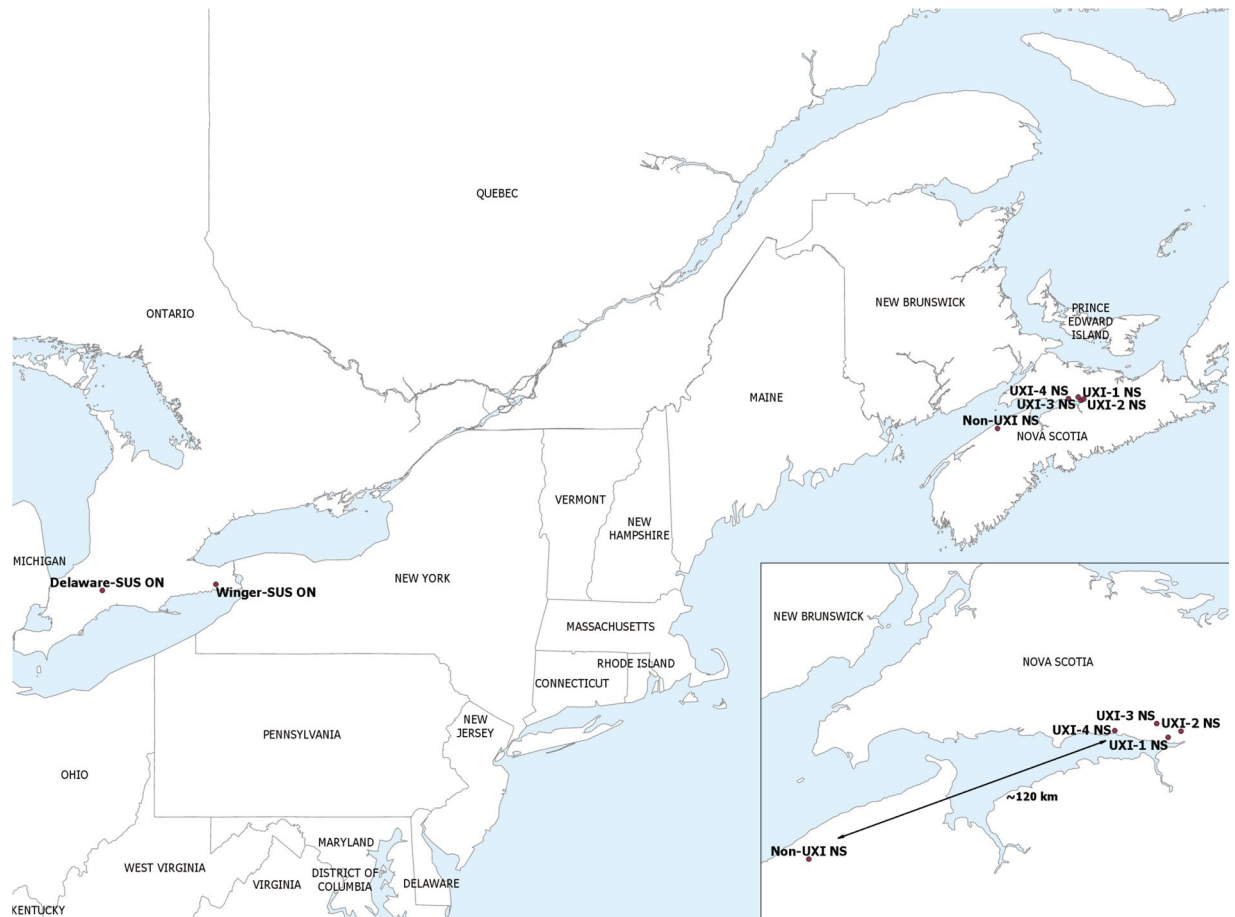 QUEBEC
ONTARIO
NEW BRUNSWICK
PRINCE
EDWARD
ISLAND
MAINE
UXI-4 NS
UXI-1 NS
UXI-3 NS
UXI-2 NS
Non-UXI NS
NOVA SCOTIA
VERMONT
NEW
HAMPSHIRE
MICHIGAN
Delaware-SUS ON
Winger-SUS ON
NEW YORK
MASSACHUSETTS
RHODE ISLAND
CONNECTICUT
NEW
JERSEY
PENNSYLVANIA
OHIO
MARYLAND
WEST VIRGINIA
VIRGINIA
DISTRICT OF
COLUMBIA
DELAWARE
KENTUCKY
NEW BRUNSWICK
NOVA SCOTIA
UXI-3 NS
UXI-4 NS
UXI-2 NS
UXI-1 NS
~120 km
Non-UXI NS